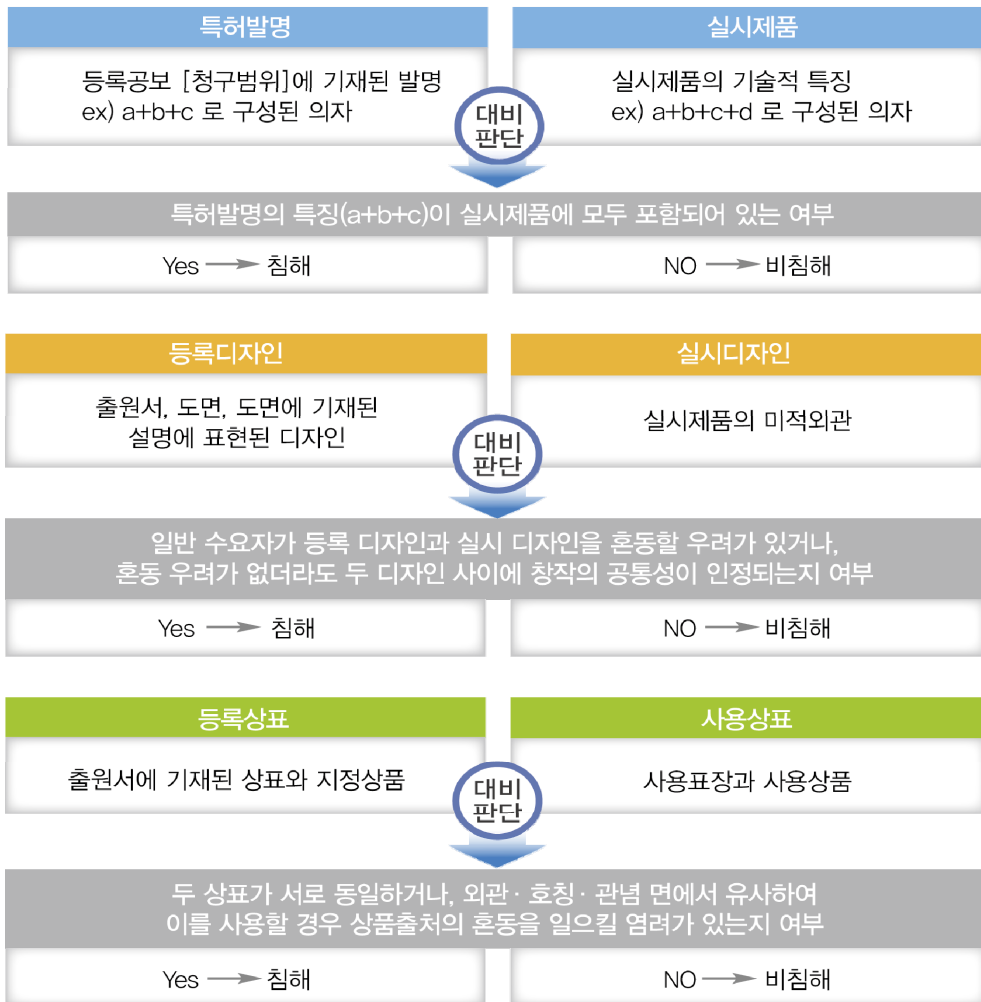 특허발명
실시제품
등록공보 [청구범위]에 기재된 발명
ex) a+b+c 로 구성된 의자
실시제품의 기술적 특징
ex) a+b+c+d 로 구성된 의자
대비
판단
특허발명의 특징(a+b+c)이 실시제품에 모두 포함되어 있는 여부
Yes → 침해
NO → 비침해
등록디자인
실시디자인
출원서, 도면, 도면에 기재된
설명에 표현된 디자인
실시제품의 미적외관
대비
판단
일반 수요자가 등록 디자인과 실시 디자인을 혼동할 우려가 있거나,
혼동 우려가 없더라도 두 디자인 사이에 창작의 공통성이 인정되는지 여부
Yes → 침해
NO → 비침해
등록상표
사용상표
출원서에 기재된 상표와 지정상품
사용표장과 사용상품
대비
판단
두 상표가 서로 동일하거나, 외관·호칭·관념 면에서 유사하여
이를 사용할 경우 상품출처의 혼동을 일으킬 염려가 있는지 여부
Yes → 침해
NO → 비침해